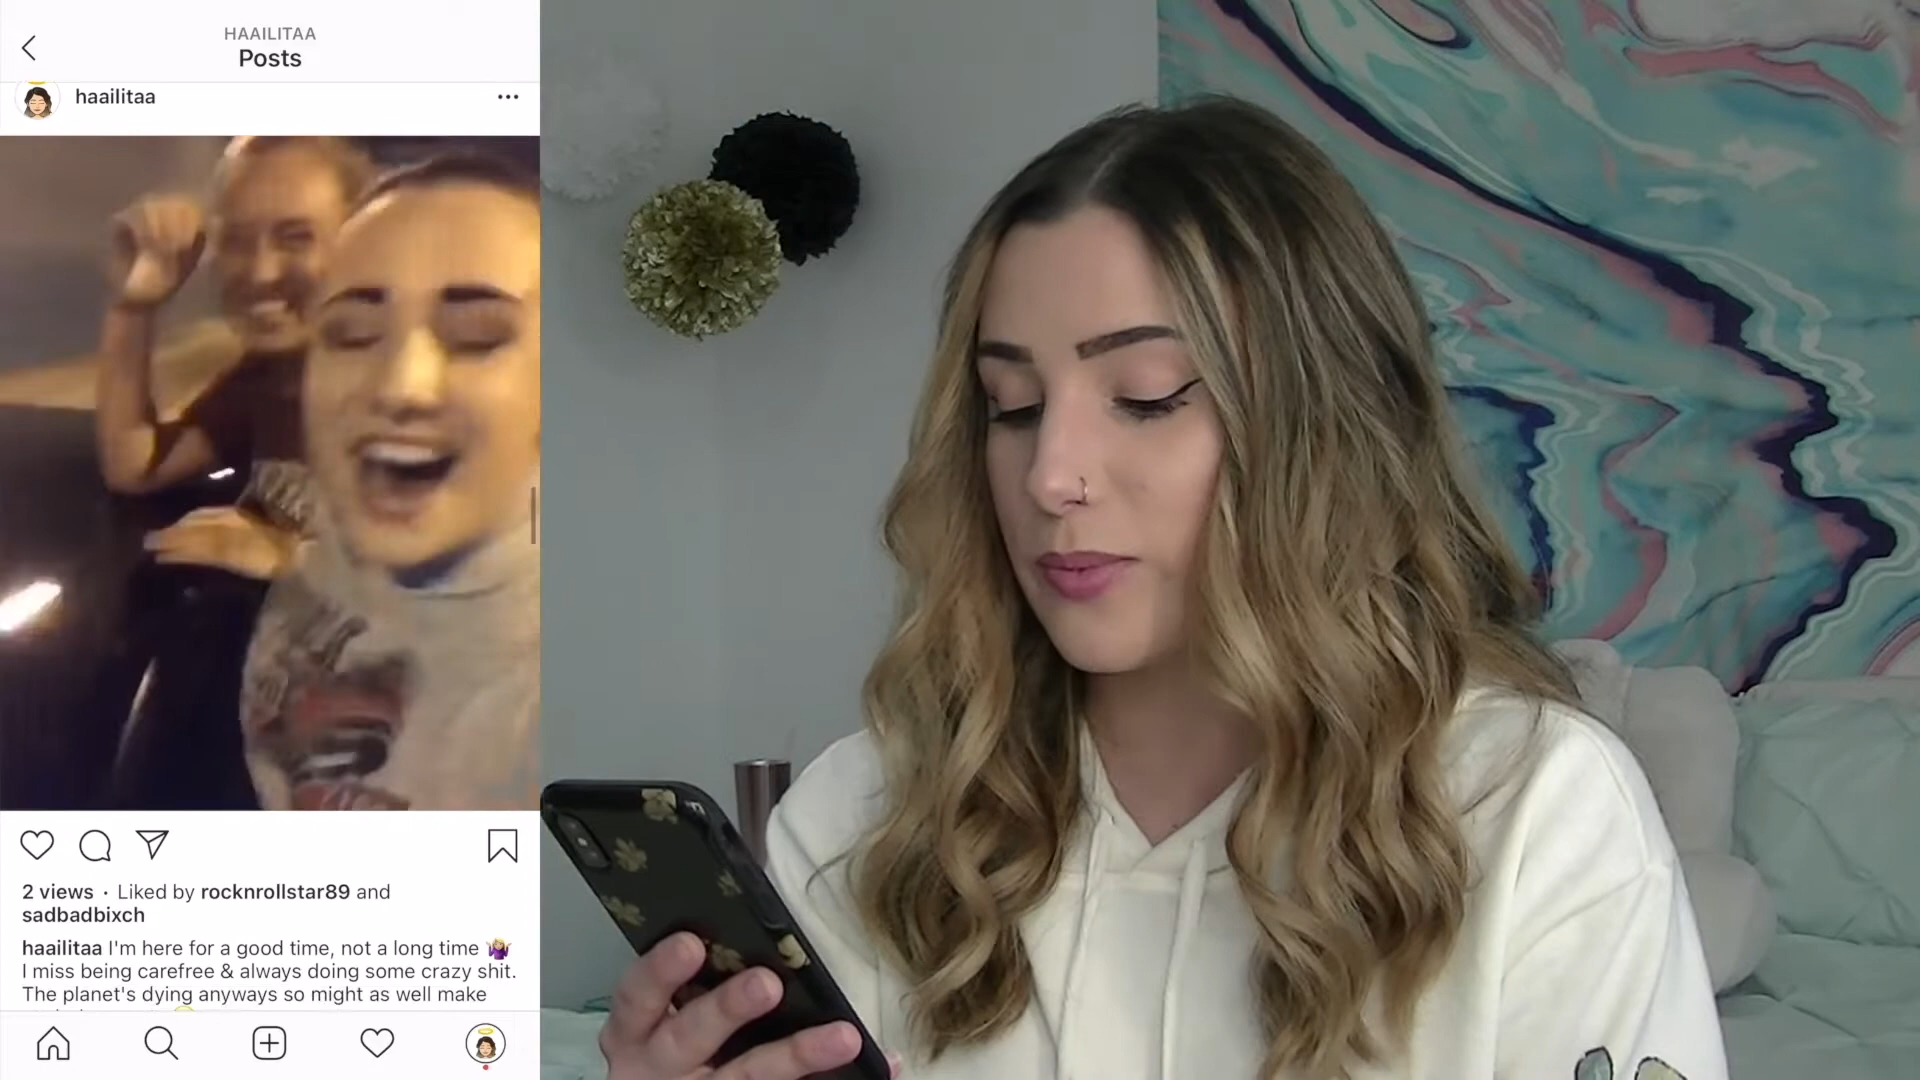 HAAILITAA
Posts
haailitaa
2 views · Liked by rocknrollstar89 and
sadbadbixch
haailitaa I'm here for a good time, not a long time 🤷‍♀️
I miss being carefree & always doing some crazy shit.
The planet's dying anyways so might as well make